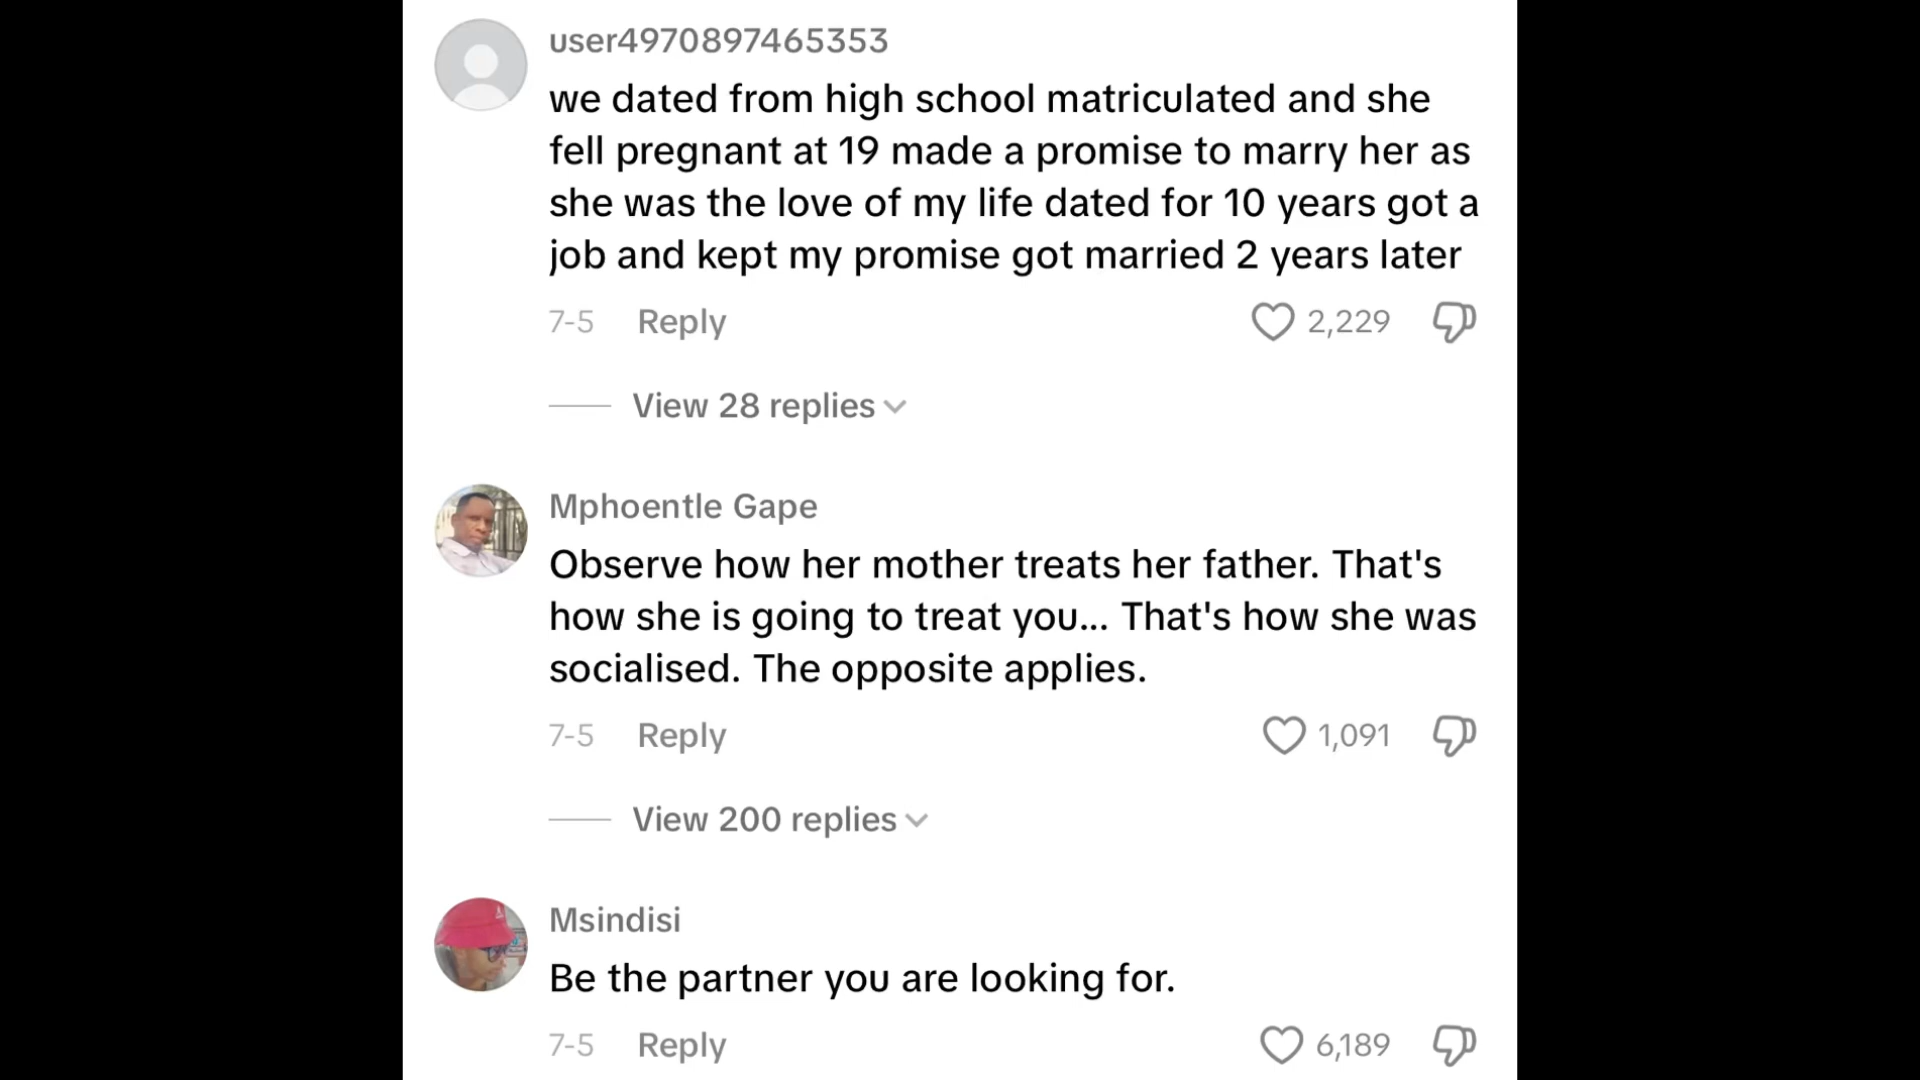 user4970897465353
we dated from high school matriculated and she
fell pregnant at 19 made a promise to marry her as
she was the love of my life dated for 10 years got a
job and kept my promise got married 2 years later
7-5 Reply 2,229
View 28 replies
Mphoentle Gape
Observe how her mother treats her father. That's
how she is going to treat you... That's how she was
socialised. The opposite applies.
7-5 Reply 1,091
View 200 replies
Msindisi
Be the partner you are looking for.
7-5 Reply 6,189